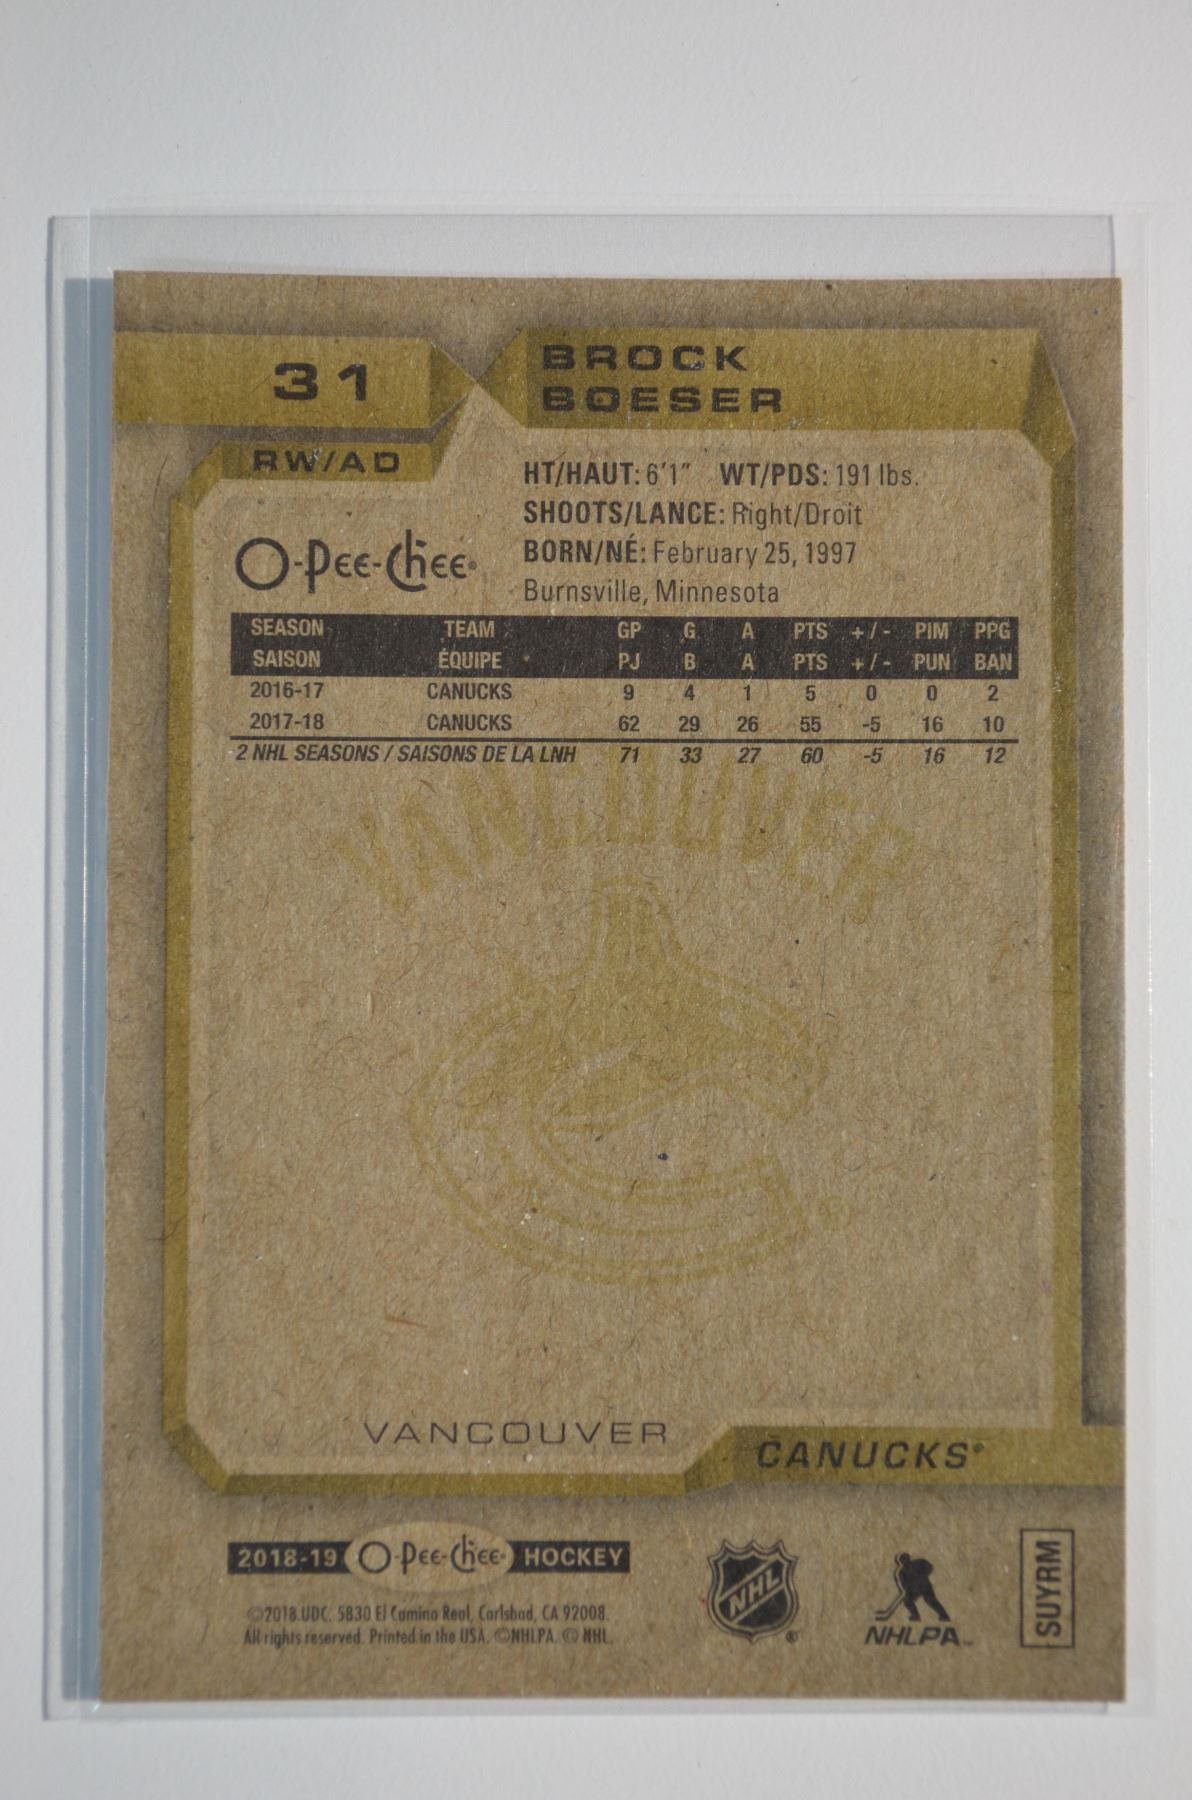 31
BROCK
BOESER
RW/AD
HT/HAUT: 6'1" WT/PDS: 191 lbs.
SHOOTS/LANCE: Right/Droit
BORN/NÉ: February 25, 1997
Burnsville, Minnesota
O-Pee-Chee®
SEASON TEAM GP G A PTS +/- PIM PPG
SAISON ÉQUIPE PJ B A PTS +/- PUN BAN
2016-17 CANUCKS 9 4 1 5 0 0 2
2017-18 CANUCKS 62 29 26 55 -5 16 10
2 NHL SEASONS / SAISONS DE LA LNH 71 33 27 60 -5 16 12
VANCOUVER
®
VANCOUVER
CANUCKS®
2018-19 O-Pee-Chee® HOCKEY
©2018 UDC. 5830 El Camino Real, Carlsbad, CA 92008.
All rights reserved. Printed in the USA. ©NHLPA. © NHL.
NHL®
NHLPA™
SUYRM